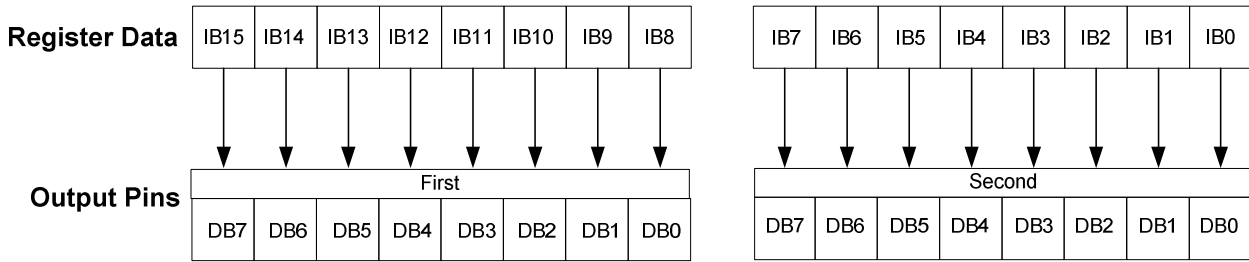 Register Data IB15 IB14 IB13 IB12 IB11 IB10 IB9 IB8 IB7 IB6 IB5 IB4 IB3 IB2 IB1 IB0
First Second
Output Pins
DB7 DB6 DB5 DB4 DB3 DB2 DB1 DB0 DB7 DB6 DB5 DB4 DB3 DB2 DB1 DB0